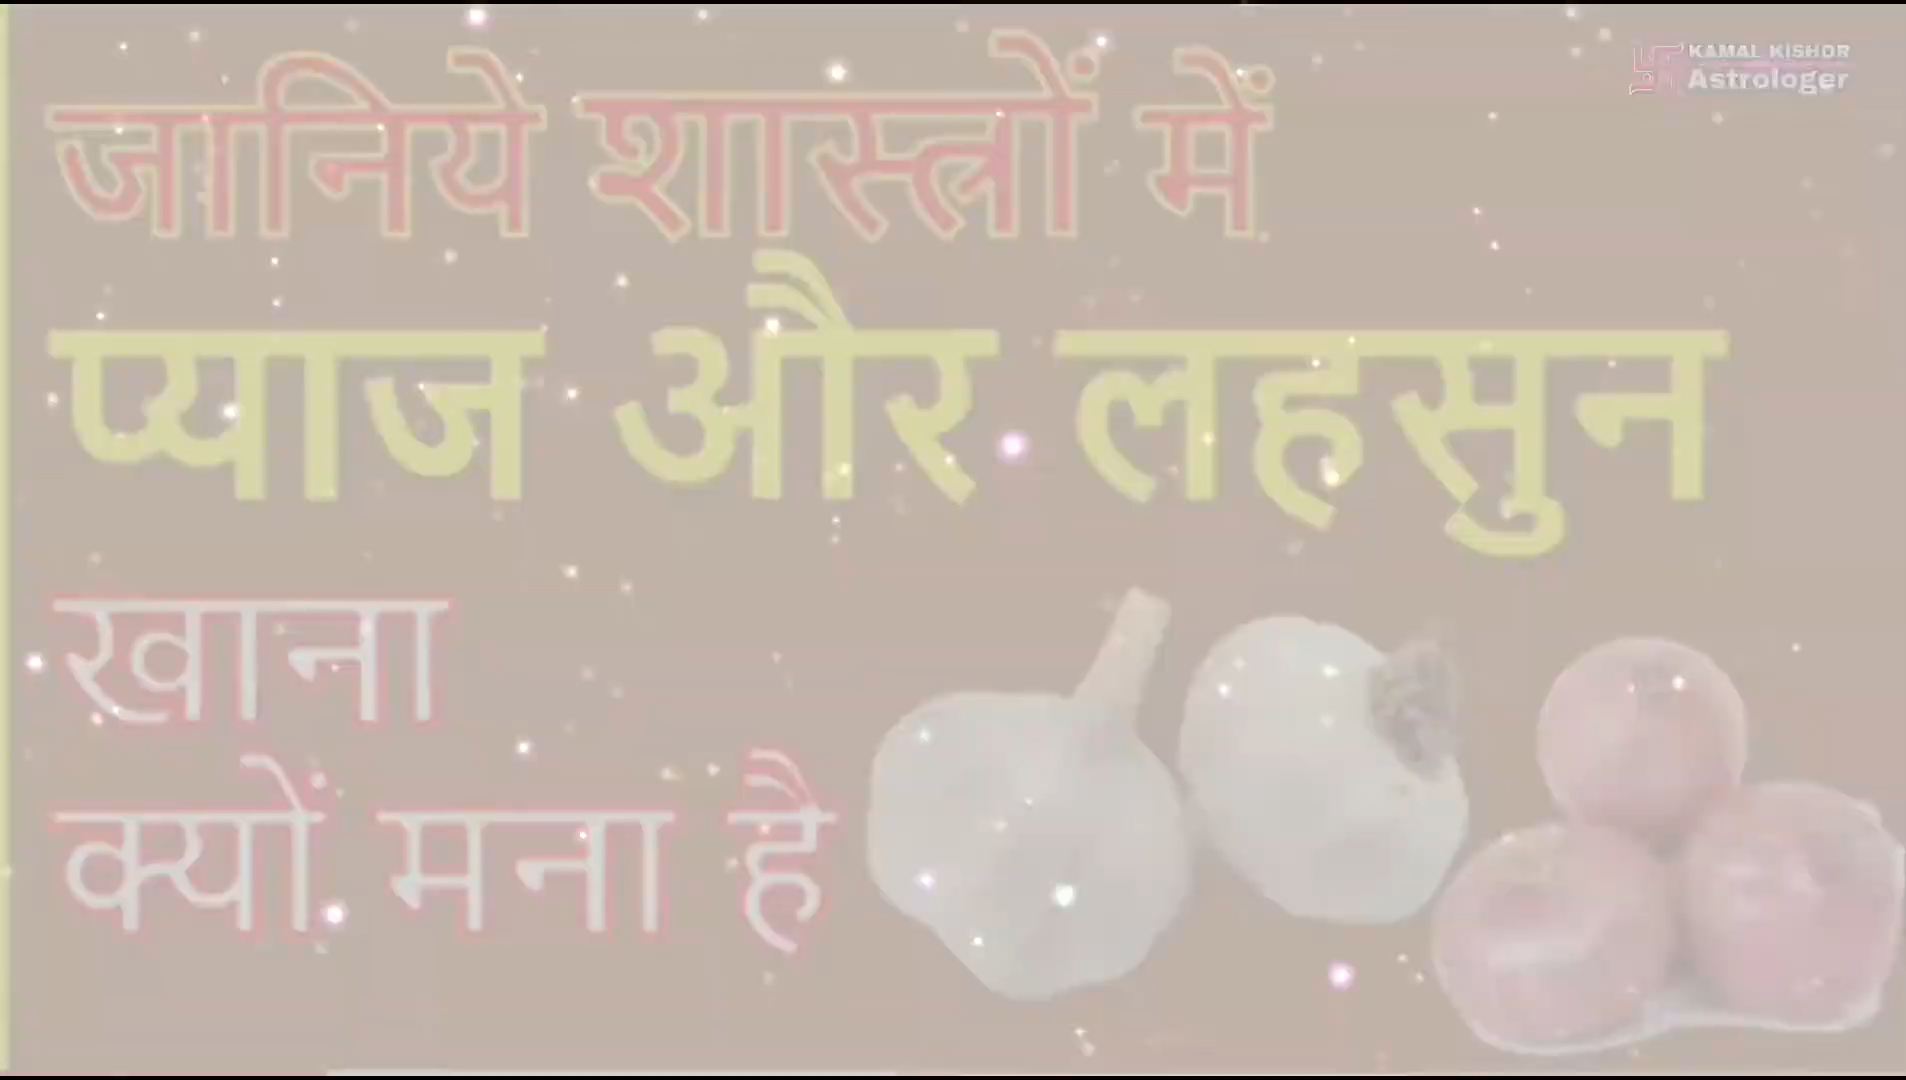 KAMAL KISHOR
Astrologer
जानिये शास्त्रों में
प्याज और लहसुन
खाना
क्यों मना है